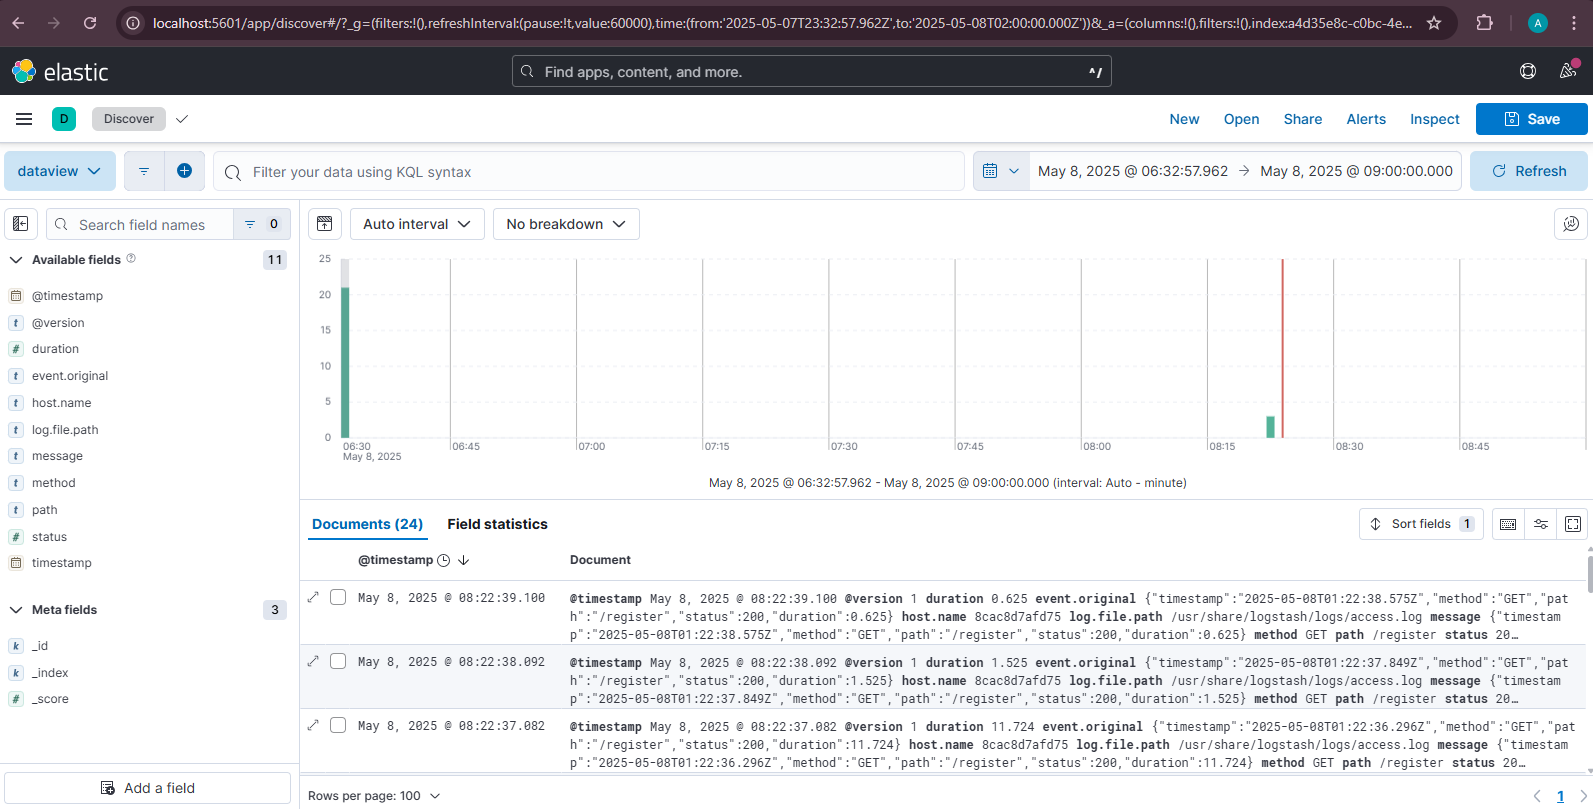 localhost:5601/app/discover#/?_g=(filters:!(),refreshInterval:(pause:!t,value:60000),time:(from:'2025-05-07T23:32:57.962Z',to:'2025-05-08T02:00:00.000Z'))&_a=(columns:!(),filters:!(),index:a4d35e8c-c0bc-4e...
A
elastic
Find apps, content, and more.
^/
D
Discover
New
Open
Share
Alerts
Inspect
Save
dataview
Filter your data using KQL syntax
May 8, 2025 @ 06:32:57.962 → May 8, 2025 @ 09:00:00.000
Refresh
Search field names
0
Auto interval
No breakdown
Available fields
11
@timestamp
@version
duration
event.original
host.name
log.file.path
message
method
path
status
timestamp
Meta fields
3
_id
_index
_score
Add a field
25
20
15
10
5
0
06:30 06:45 07:00 07:15 07:30 07:45 08:00 08:15 08:30 08:45
May 8, 2025
May 8, 2025 @ 06:32:57.962 - May 8, 2025 @ 09:00:00.000 (interval: Auto - minute)
Documents (24)
Field statistics
Sort fields 1
@timestamp
Document
May 8, 2025 @ 08:22:39.100
@timestamp May 8, 2025 @ 08:22:39.100 @version 1 duration 0.625 event.original {"timestamp":"2025-05-08T01:22:38.575Z","method":"GET","pat
h":"/register","status":200,"duration":0.625} host.name 8cac8d7afd75 log.file.path /usr/share/logstash/logs/access.log message {"timestam
p":"2025-05-08T01:22:38.575Z","method":"GET","path":"/register","status":200,"duration":0.625} method GET path /register status 20…
May 8, 2025 @ 08:22:38.092
@timestamp May 8, 2025 @ 08:22:38.092 @version 1 duration 1.525 event.original {"timestamp":"2025-05-08T01:22:37.849Z","method":"GET","pat
h":"/register","status":200,"duration":1.525} host.name 8cac8d7afd75 log.file.path /usr/share/logstash/logs/access.log message {"timestam
p":"2025-05-08T01:22:37.849Z","method":"GET","path":"/register","status":200,"duration":1.525} method GET path /register status 20…
May 8, 2025 @ 08:22:37.082
@timestamp May 8, 2025 @ 08:22:37.082 @version 1 duration 11.724 event.original {"timestamp":"2025-05-08T01:22:36.296Z","method":"GET","pa
th":"/register","status":200,"duration":11.724} host.name 8cac8d7afd75 log.file.path /usr/share/logstash/logs/access.log message {"timesta
mp":"2025-05-08T01:22:36.296Z","method":"GET","path":"/register","status":200,"duration":11.724} method GET path /register status 20…
Rows per page: 100
1